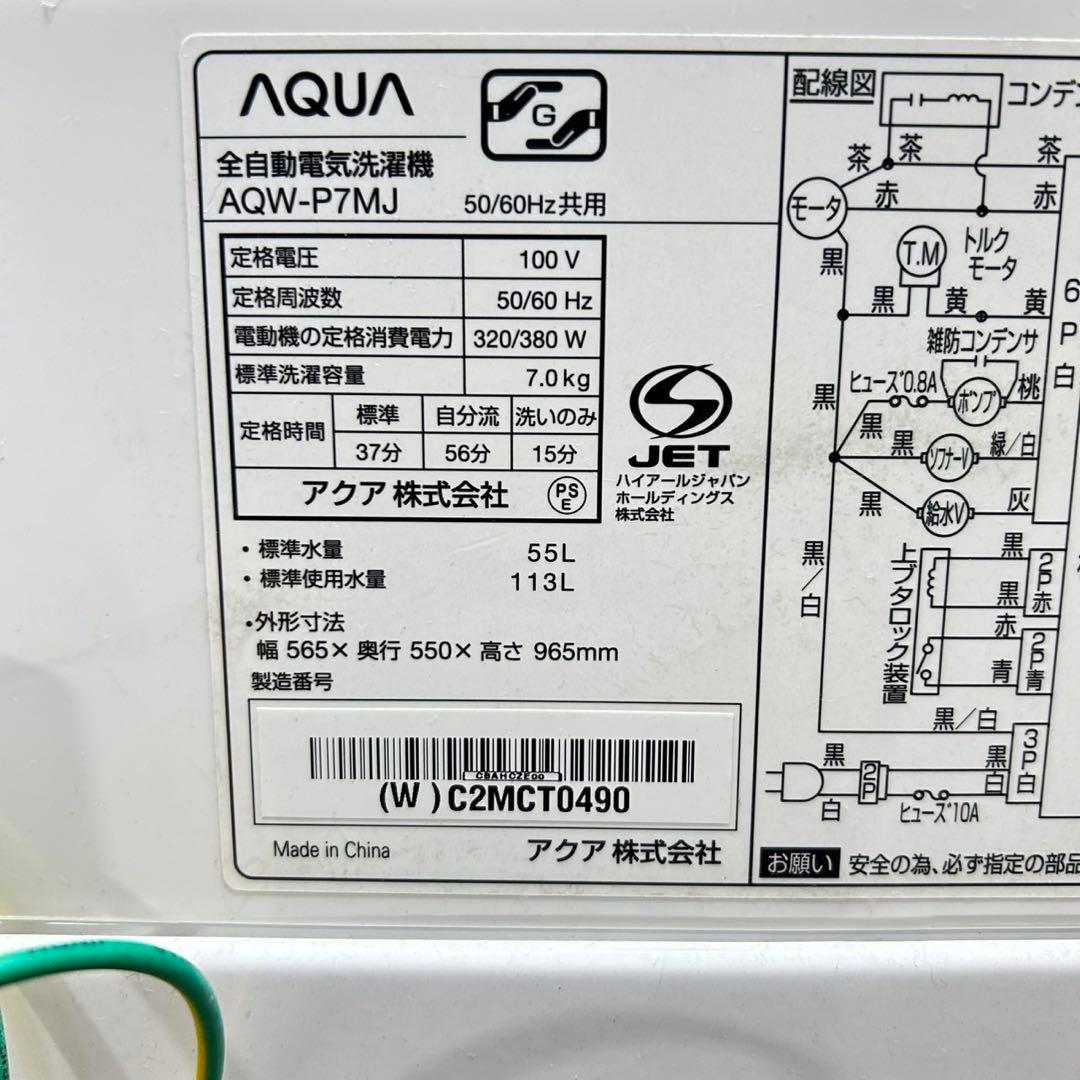 AQUA
G
全自動電気洗濯機
AQW-P7MJ 50/60Hz共用
定格電圧 100 V
定格周波数 50/60 Hz
電動機の定格消費電力 320/380 W
標準洗濯容量 7.0kg
定格時間 標準 自分流 洗いのみ
37分 56分 15分
アクア 株式会社 PSE
JET
ハイアールジャパン
ホールディングス
株式会社
・標準水量 55L
・標準使用水量 113L
・外形寸法
幅 565× 奥行 550× 高さ 965mm
製造番号
CBAHCZE00
(W ) C2MCT0490
Made in China アクア 株式会社
配線図
コンデン
茶 茶 茶
赤 赤
モータ
黒
T.M
トルク
モータ
黒 黄 黄
6P
白
雑防コンデンサ
ヒューズ0.8A ポンプ 桃
黒
黒 黒 ソフナーV 緑/白
黒 給水V 灰
黒/白
上ブタロック装置
黒 2P
黒 赤
赤 2P
青 青
黒/白
3P
白
黒 2P 黒
白 白
ヒューズ10A
お願い 安全の為、必ず指定の部品